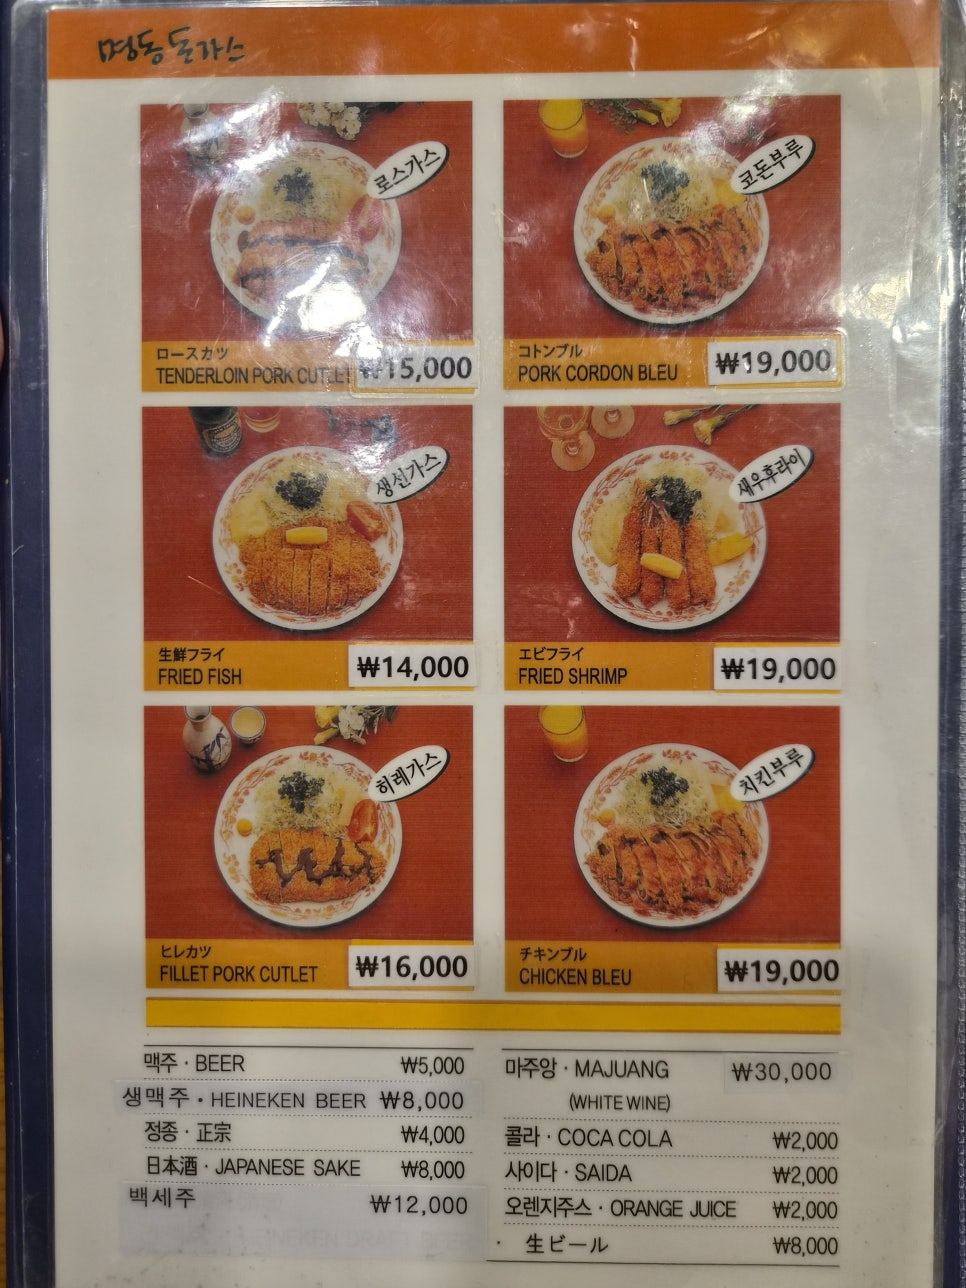 명동돈가스
로스가스
ロースカツ
TENDERLOIN PORK CUTLET ₩15,000
코돈부루
コトンブル
PORK CORDON BLEU ₩19,000
생선가스
生鮮フライ
FRIED FISH ₩14,000
새우후라이
エビフライ
FRIED SHRIMP ₩19,000
히레가스
ヒレカツ
FILLET PORK CUTLET ₩16,000
치킨부루
チキンブル
CHICKEN BLEU ₩19,000
맥주 · BEER ₩5,000
생맥주 · HEINEKEN BEER ₩8,000
정종 · 正宗 ₩4,000
日本酒 · JAPANESE SAKE ₩8,000
백세주 ₩12,000
마주앙 · MAJUANG ₩30,000
(WHITE WINE)
콜라 · COCA COLA ₩2,000
사이다 · SAIDA ₩2,000
오렌지주스 · ORANGE JUICE ₩2,000
· 生ビール ₩8,000